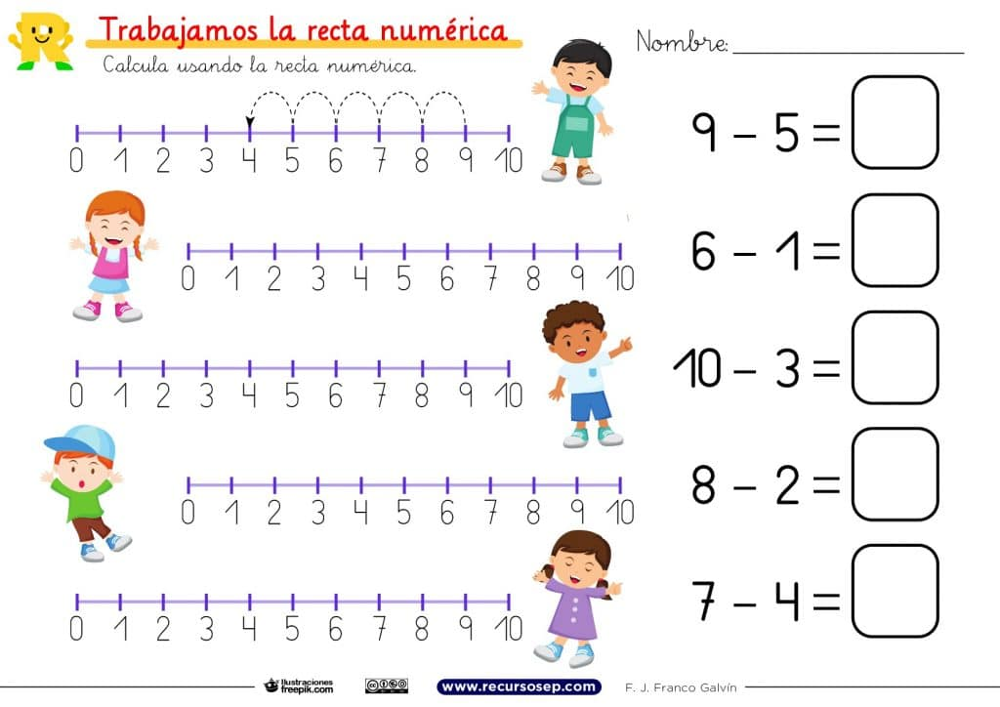 R
Trabajamos la recta numérica
Calcula usando la recta numérica.
Nombre:
0 1 2 3 4 5 6 7 8 9 10
9 – 5 =
0 1 2 3 4 5 6 7 8 9 10
6 – 1 =
0 1 2 3 4 5 6 7 8 9 10
10 – 3 =
0 1 2 3 4 5 6 7 8 9 10
8 – 2 =
0 1 2 3 4 5 6 7 8 9 10
7 – 4 =
Ilustraciones
freepik.com
www.recursosep.com
F. J. Franco Galvín